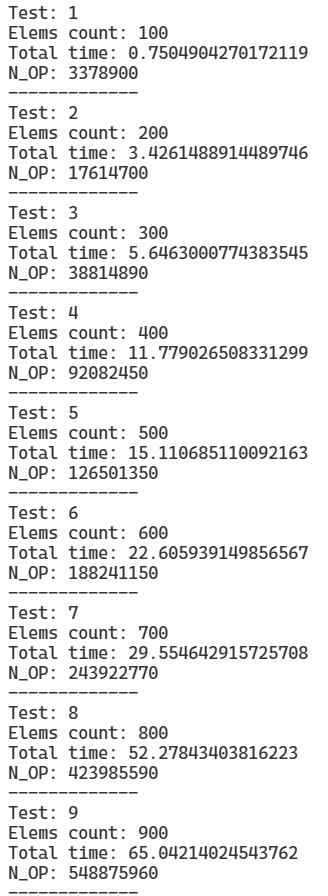 Test: 1
Elems count: 100
Total time: 0.7504904270172119
N_OP: 3378900
-------------
Test: 2
Elems count: 200
Total time: 3.4261488914489746
N_OP: 17614700
-------------
Test: 3
Elems count: 300
Total time: 5.6463000774383545
N_OP: 38814890
-------------
Test: 4
Elems count: 400
Total time: 11.779026508331299
N_OP: 92082450
-------------
Test: 5
Elems count: 500
Total time: 15.110685110092163
N_OP: 126501350
-------------
Test: 6
Elems count: 600
Total time: 22.605939149856567
N_OP: 188241150
-------------
Test: 7
Elems count: 700
Total time: 29.554642915725708
N_OP: 243922770
-------------
Test: 8
Elems count: 800
Total time: 52.27843403816223
N_OP: 423985590
-------------
Test: 9
Elems count: 900
Total time: 65.04214024543762
N_OP: 548875960
-------------